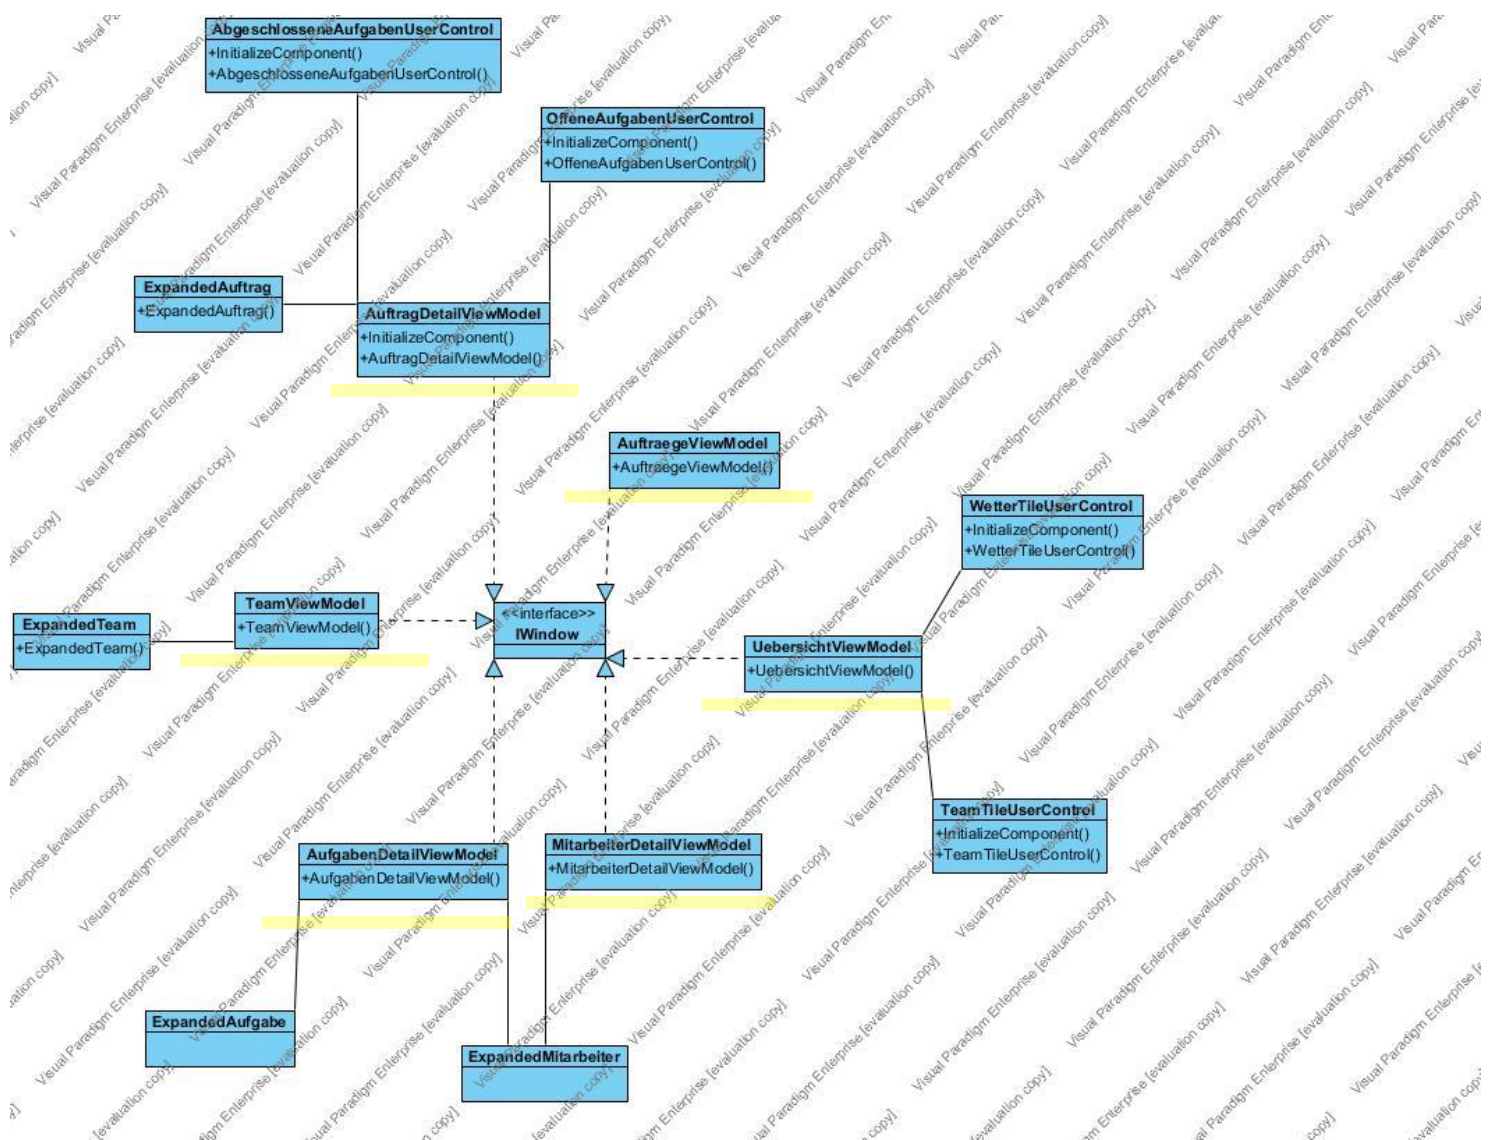 AbgeschlosseneAufgabenUserControl
+InitializeComponent()
+AbgeschlosseneAufgabenUserControl()
OffeneAufgabenUserControl
+InitializeComponent()
+OffeneAufgabenUserControl()
ExpandedAuftrag
+ExpandedAuftrag()
AuftragDetailViewModel
+InitializeComponent()
+AuftragDetailViewModel()
AuftraegeViewModel
+AuftraegeViewModel()
WetterTileUserControl
+InitializeComponent()
+WetterTileUserControl()
TeamViewModel
+TeamViewModel()
ExpandedTeam
+ExpandedTeam()
<<interface>>
IWindow
UebersichtViewModel
+UebersichtViewModel()
TeamTileUserControl
+InitializeComponent()
+TeamTileUserControl()
AufgabenDetailViewModel
+AufgabenDetailViewModel()
MitarbeiterDetailViewModel
+MitarbeiterDetailViewModel()
ExpandedAufgabe
ExpandedMitarbeiter
Visual Paradigm Enterprise [evaluation copy]